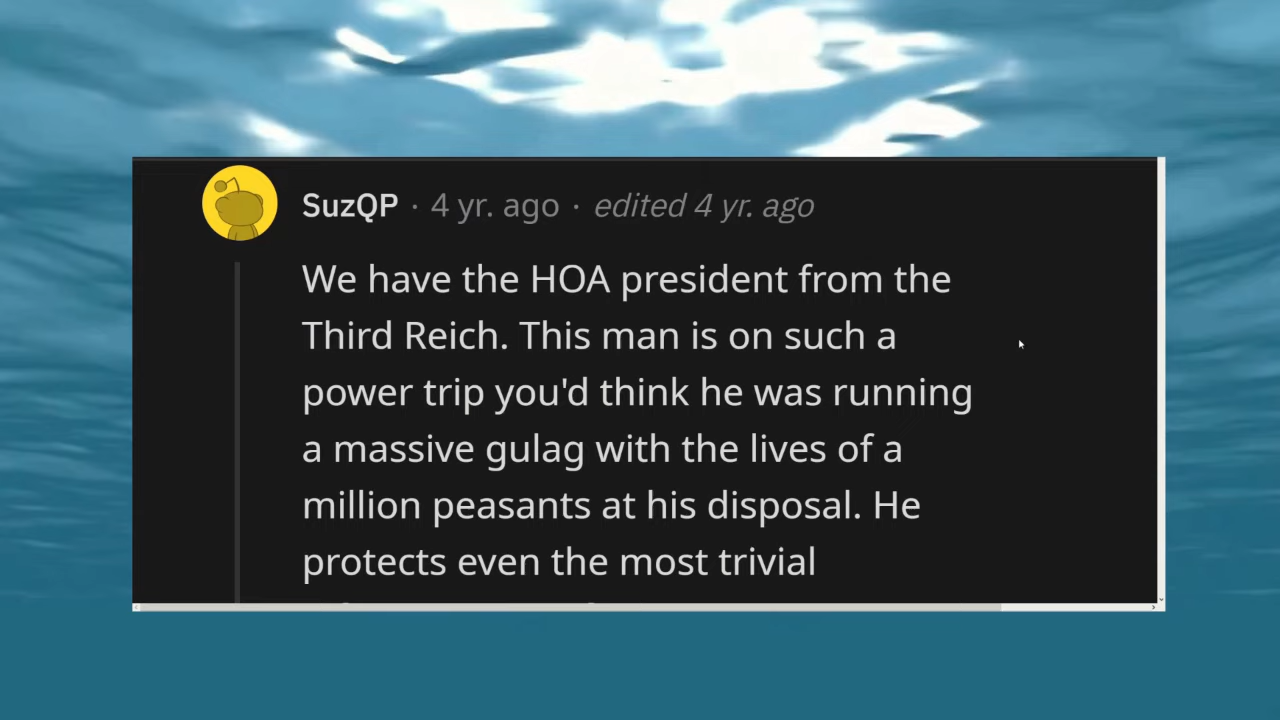 SuzQP · 4 yr. ago · edited 4 yr. ago
We have the HOA president from the
Third Reich. This man is on such a
power trip you'd think he was running
a massive gulag with the lives of a
million peasants at his disposal. He
protects even the most trivial